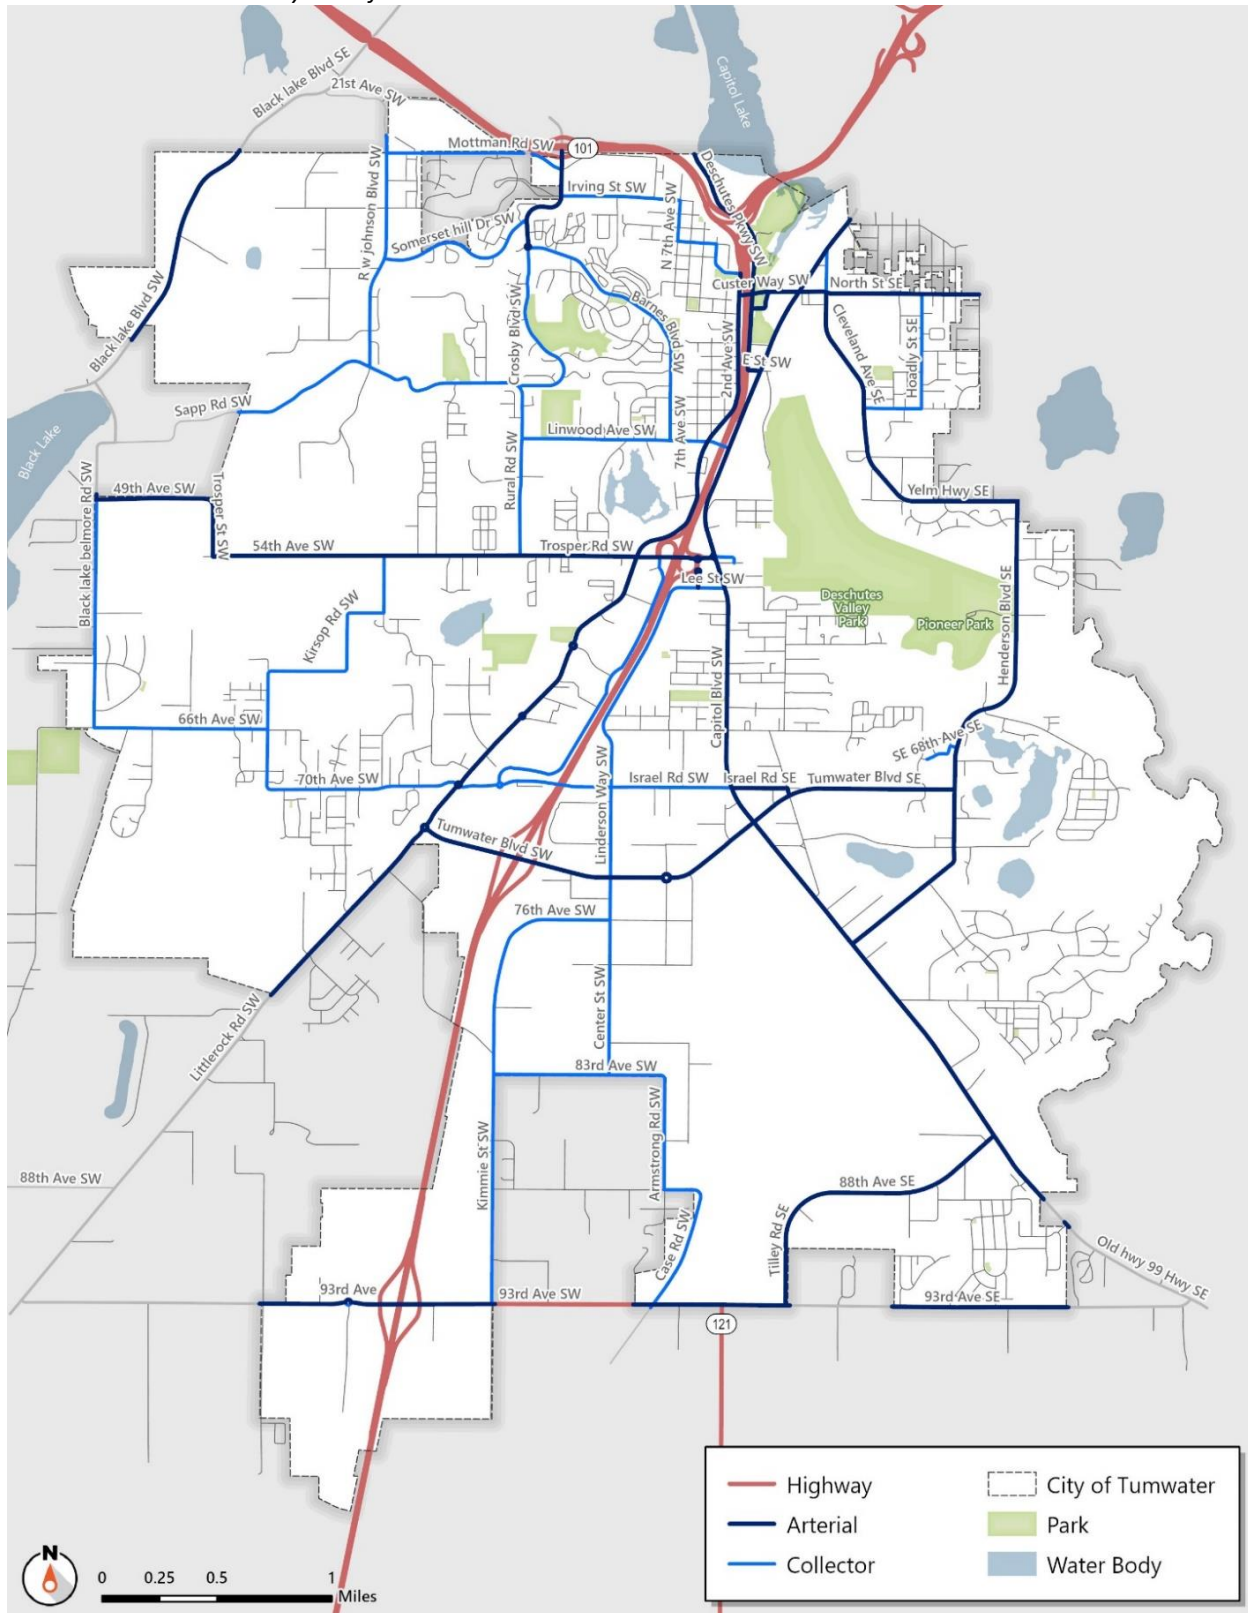 Black lake Blvd SE
21st Ave SW
Capitol Lake
Mottman Rd SW
101
Deschutes Pkwy SW
Irving St SW
R w johnson Blvd SW
N 7th Ave SW
Somerset hill Dr SW
Custer Way SW
North St SE
Black lake Blvd SW
Crosby Blvd SW
Barnes Blvd SW
2nd Ave SW
E St SW
Cleveland Ave SE
Hoadly St SE
Sapp Rd SW
Black Lake
Linwood Ave SW
7th Ave SW
Rural Rd SW
49th Ave SW
Yelm Hwy SE
Black lake belmore Rd SW
Trosper St SW
54th Ave SW
Trosper Rd SW
Lee St SW
Deschutes
Valley
Park
Pioneer Park
Henderson Blvd SE
Kirsop Rd SW
Capitol Blvd SW
66th Ave SW
SE 68th Ave SE
70th Ave SW
Israel Rd SW
Israel Rd SE
Tumwater Blvd SE
Linderson Way SW
Tumwater Blvd SW
76th Ave SW
Center St SW
Littlerock Rd SW
83rd Ave SW
Armstrong Rd SW
Kimmie St SW
88th Ave SW
88th Ave SE
Case Rd SW
Tilley Rd SE
Old hwy 99 Hwy SE
93rd Ave
93rd Ave SW
93rd Ave SE
121
Highway
Arterial
Collector
City of Tumwater
Park
Water Body
N
0 0.25 0.5 1
Miles